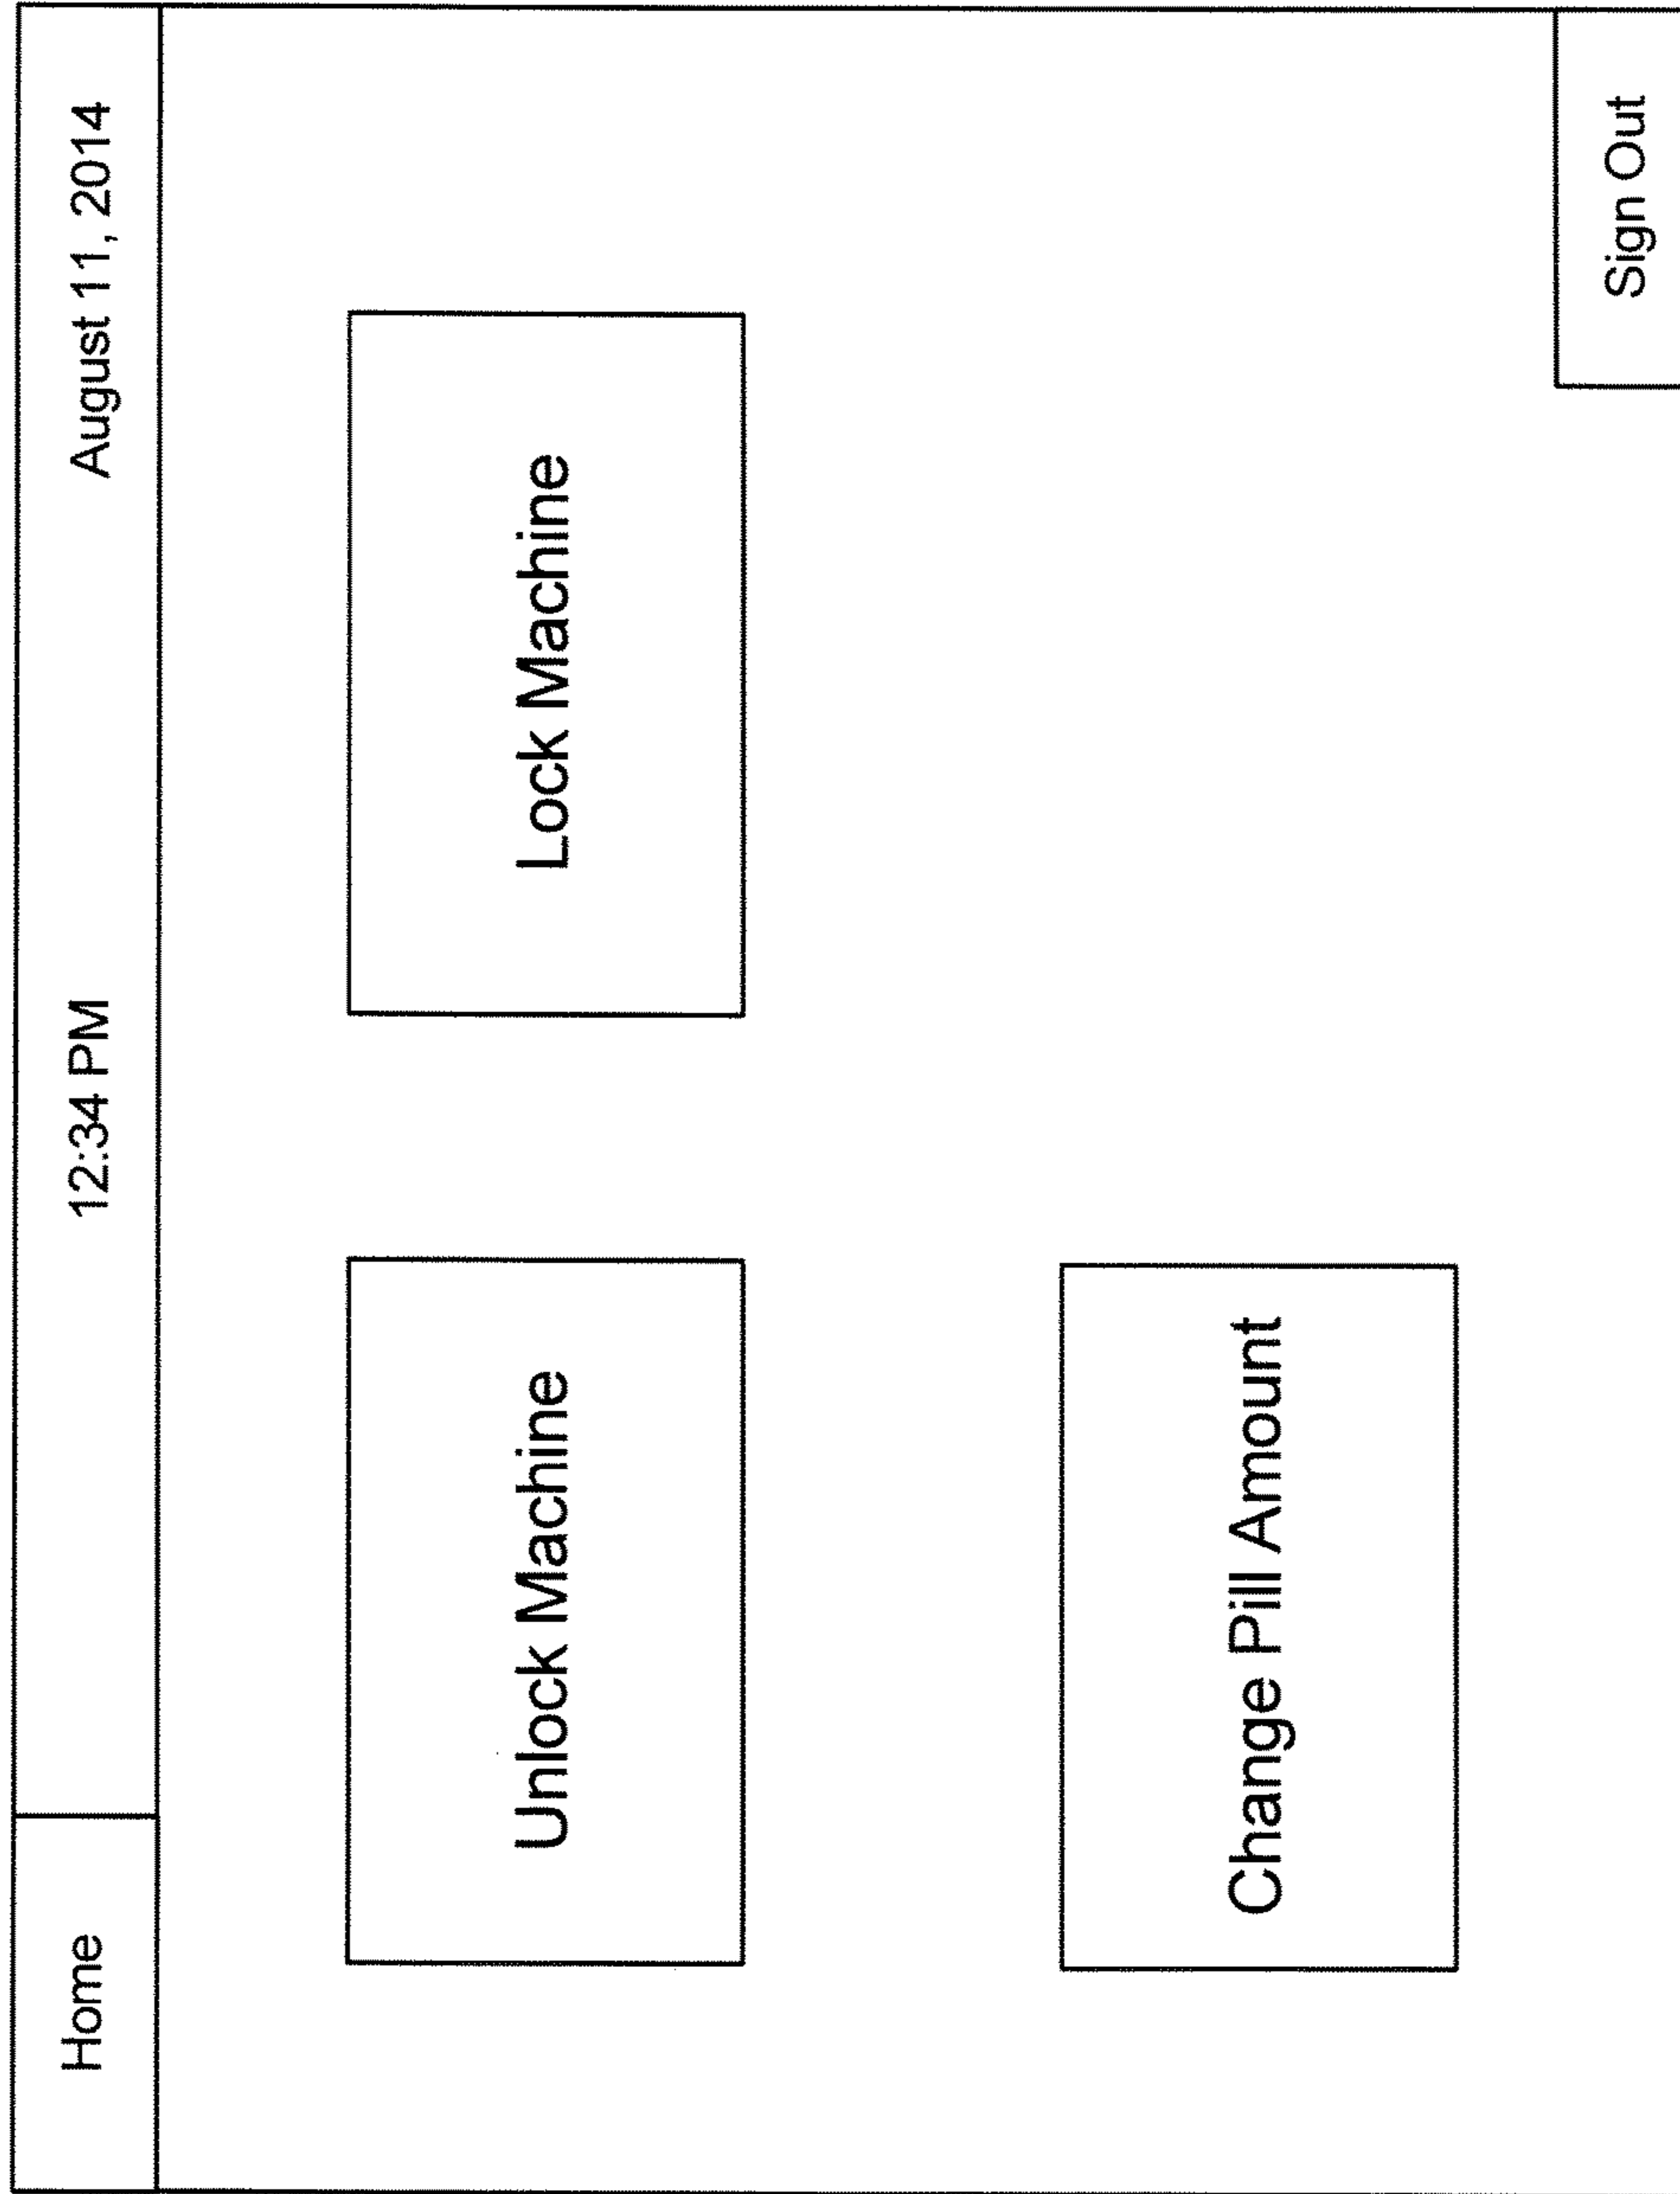 Home
12:34 PM
August 11, 2014
Unlock Machine
Lock Machine
Change Pill Amount
Sign Out